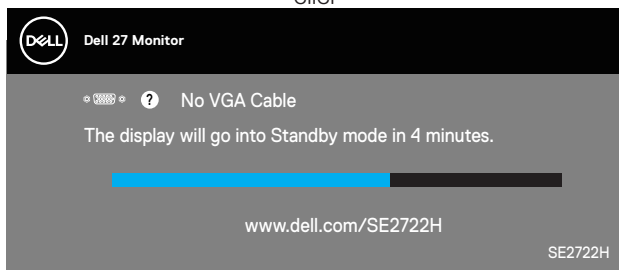 DELL
Dell 27 Monitor
? No VGA Cable
The display will go into Standby mode in 4 minutes.
www.dell.com/SE2722H
SE2722H